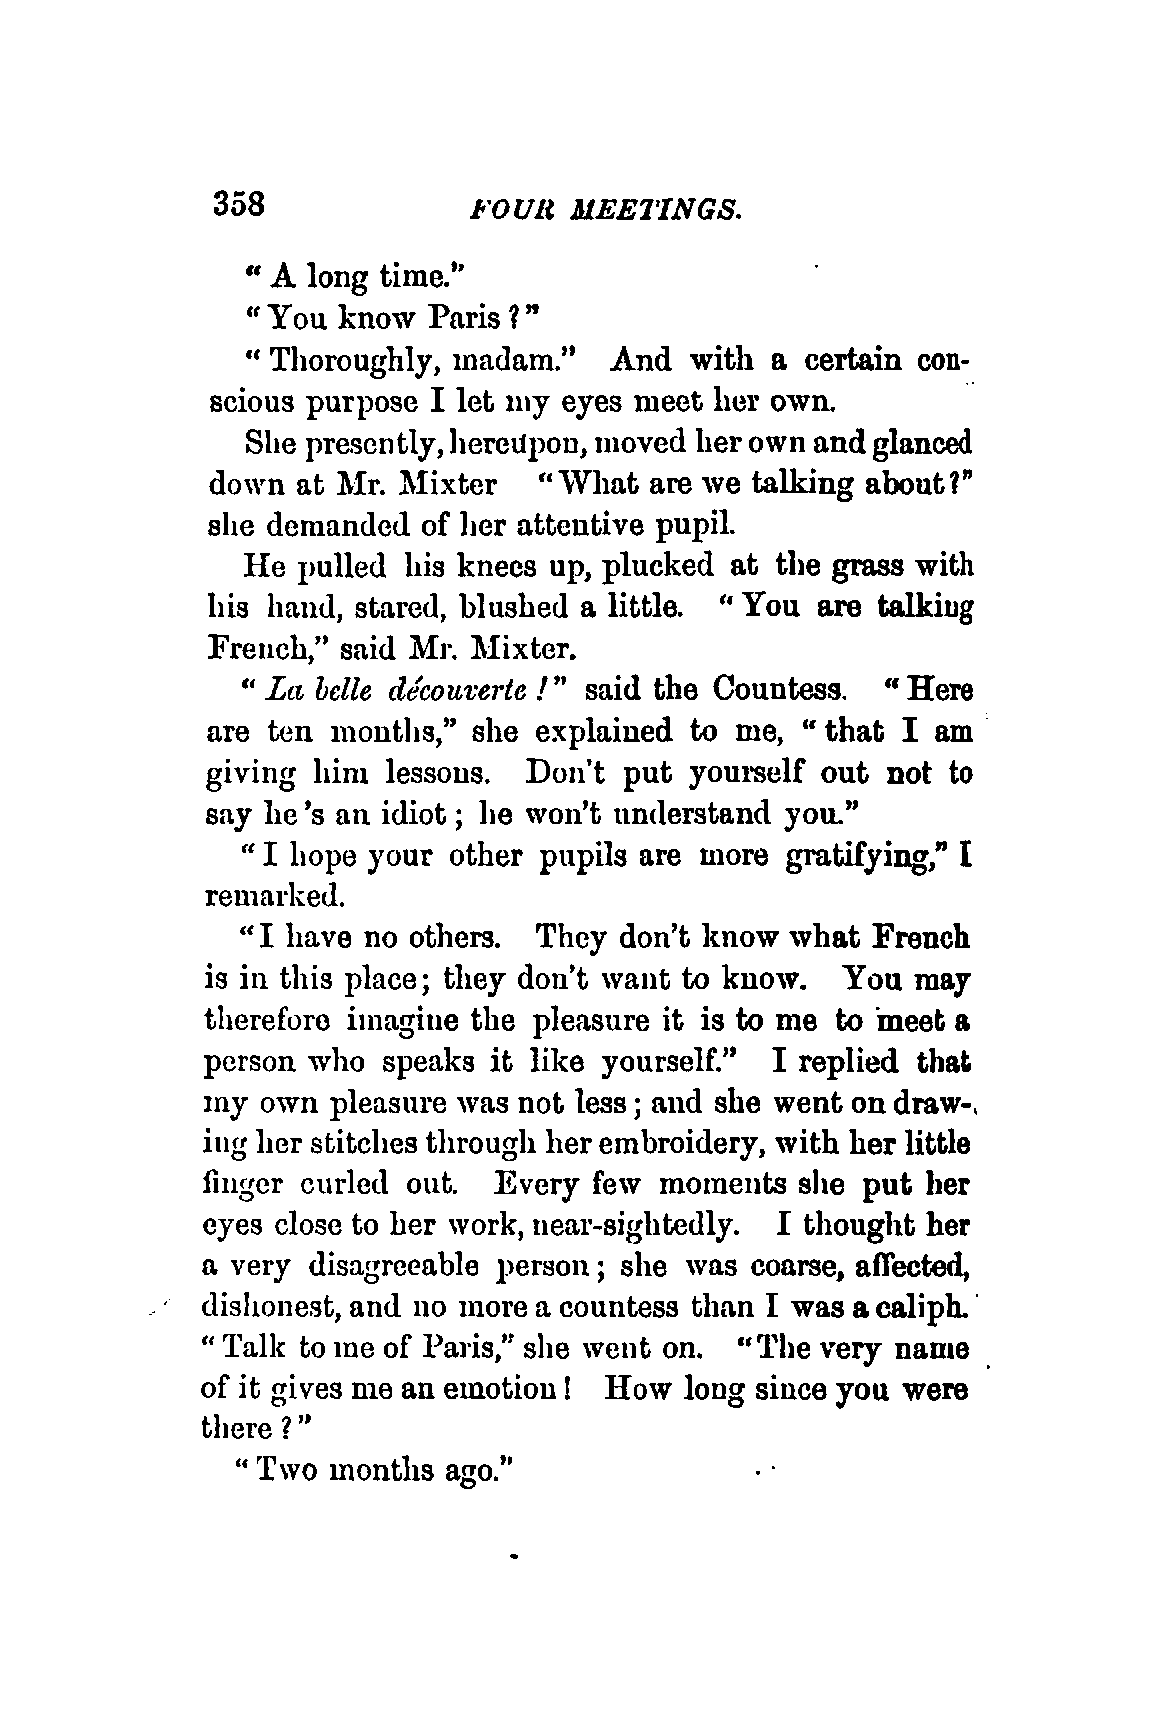 358 FOUR MEETINGS.
“A long time.”
“You know Paris?”
“Thoroughly, madam.” And with a certain con-
scious purpose I let my eyes meet her own.
She presently, hereupon, moved her own and glanced
down at Mr. Mixter “What are we talking about?”
she demanded of her attentive pupil.
He pulled his knees up, plucked at the grass with
his hand, stared, blushed a little. “You are talking
French,” said Mr. Mixter.
“La belle découverte!” said the Countess. “Here
are ten months,” she explained to me, “that I am
giving him lessons. Don't put yourself out not to
say he's an idiot; he won't understand you.”
“I hope your other pupils are more gratifying,” I
remarked.
“I have no others. They don't know what French
is in this place; they don't want to know. You may
therefore imagine the pleasure it is to me to meet a
person who speaks it like yourself.” I replied that
my own pleasure was not less; and she went on draw-
ing her stitches through her embroidery, with her little
finger curled out. Every few moments she put her
eyes close to her work, near-sightedly. I thought her
a very disagreeable person; she was coarse, affected,
dishonest, and no more a countess than I was a caliph.
“Talk to me of Paris,” she went on. “The very name
of it gives me an emotion! How long since you were
there?”
“Two months ago.”